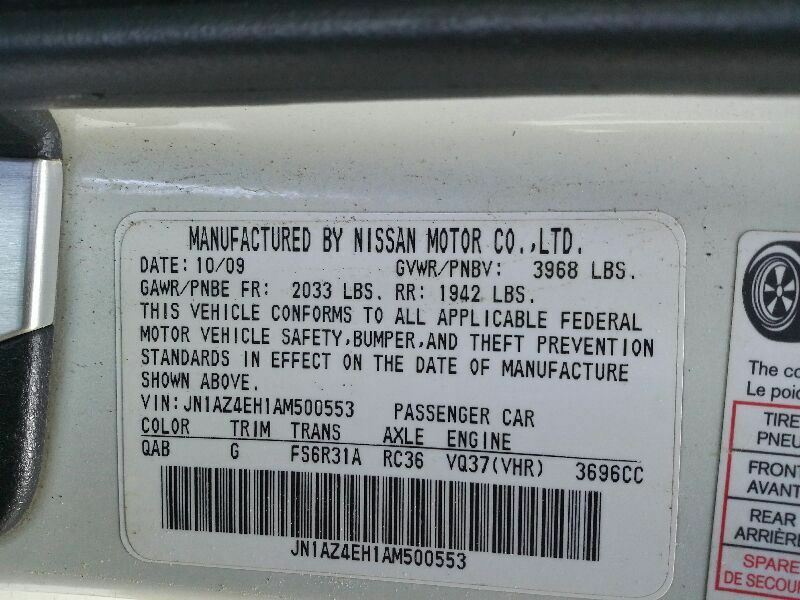 MANUFACTURED BY NISSAN MOTOR CO.,LTD.
DATE: 10/09 GVWR/PNBV: 3968 LBS.
GAWR/PNBE FR: 2033 LBS. RR: 1942 LBS.
THIS VEHICLE CONFORMS TO ALL APPLICABLE FEDERAL
MOTOR VEHICLE SAFETY,BUMPER,AND THEFT PREVENTION
STANDARDS IN EFFECT ON THE DATE OF MANUFACTURE
SHOWN ABOVE.
VIN:JN1AZ4EH1AM500553 PASSENGER CAR
COLOR TRIM TRANS AXLE ENGINE
QAB G FS6R31A RC36 VQ37(VHR) 3696CC
JN1AZ4EH1AM500553
The co
Le poi
TIRE
PNEU
FRONT
AVANT
REAR
ARRIÈRE
SPARE
DE SECOU